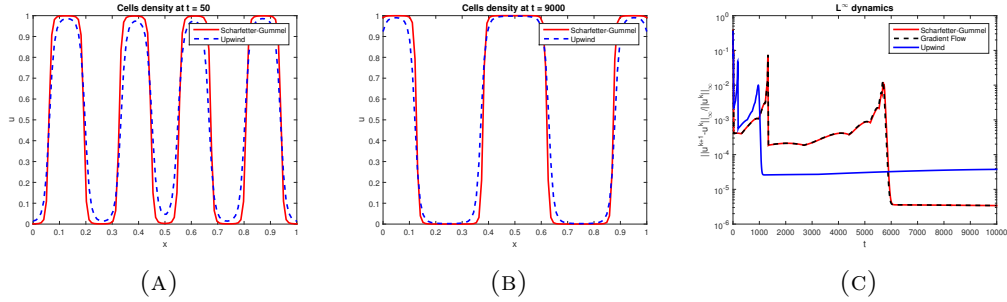 Cells density at t = 50
1
0.9
0.8
0.7
0.6
0.5
0.4
0.3
0.2
0.1
0
u
Scharfetter-Gummel
Upwind
0 0.1 0.2 0.3 0.4 0.5 0.6 0.7 0.8 0.9 1
x
(A)
Cells density at t = 9000
1
0.9
0.8
0.7
0.6
0.5
0.4
0.3
0.2
0.1
0
u
Scharfetter-Gummel
Upwind
0 0.1 0.2 0.3 0.4 0.5 0.6 0.7 0.8 0.9 1
x
(B)
L∞ dynamics
10⁻¹
10⁻²
10⁻³
10⁻⁴
10⁻⁵
10⁻⁶
||uᵏ⁺¹-uᵏ||∞/||uᵏ||∞
Scharfetter-Gummel
Gradient Flow
Upwind
0 1000 2000 3000 4000 5000 6000 7000 8000 9000 10000
t
(C)